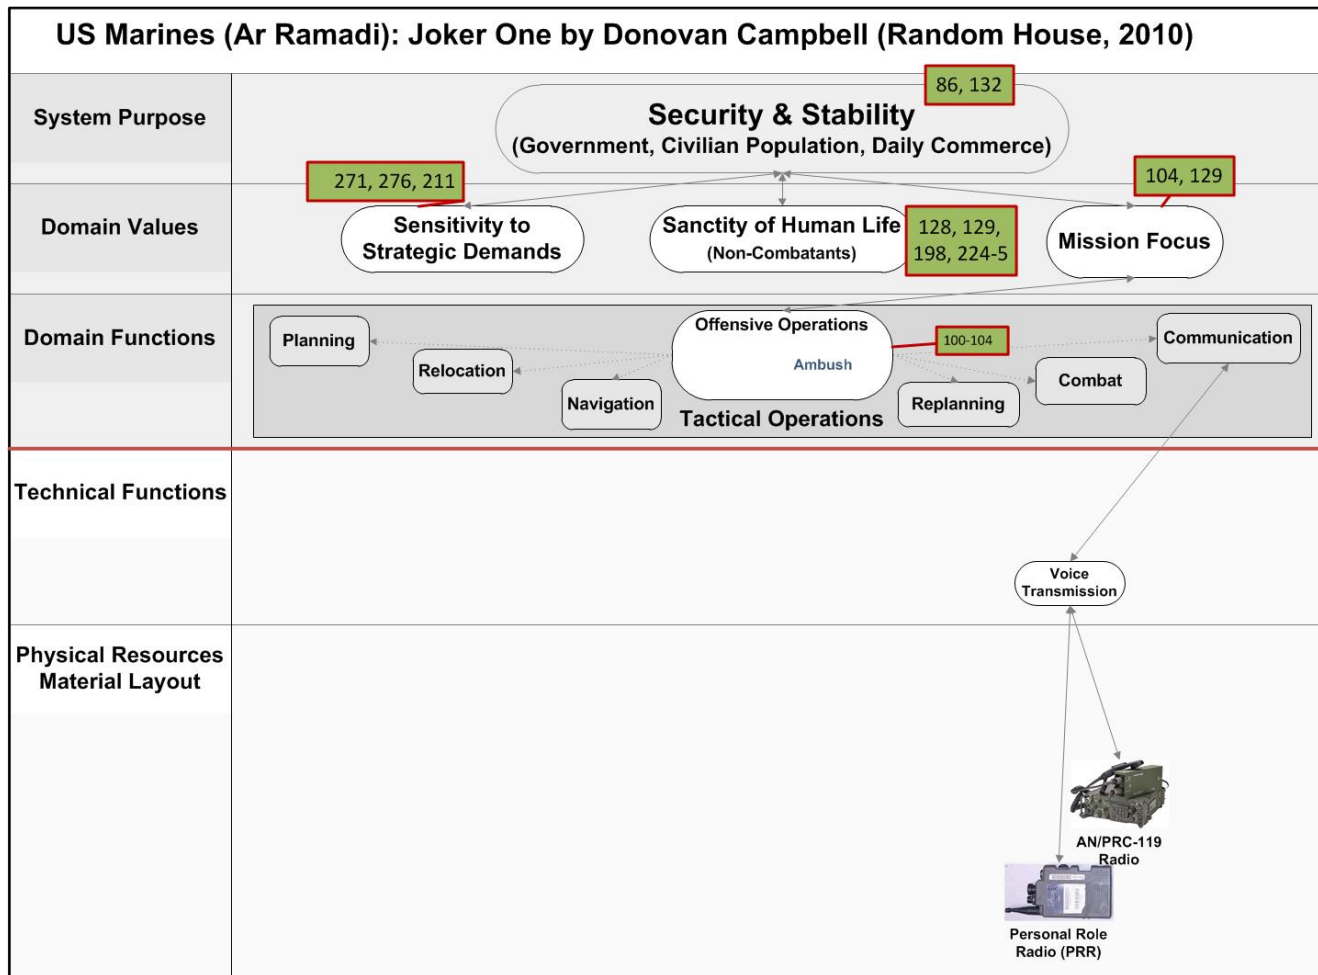 US Marines (Ar Ramadi): Joker One by Donovan Campbell (Random House, 2010)
System Purpose
86, 132
Security & Stability
(Government, Civilian Population, Daily Commerce)
Domain Values
271, 276, 211
Sensitivity to
Strategic Demands
Sanctity of Human Life
(Non-Combatants)
128, 129,
198, 224-5
104, 129
Mission Focus
Domain Functions
Planning
Relocation
Navigation
Offensive Operations
Ambush
100-104
Replanning
Combat
Communication
Tactical Operations
Technical Functions
Voice
Transmission
Physical Resources
Material Layout
AN/PRC-119
Radio
Personal Role
Radio (PRR)